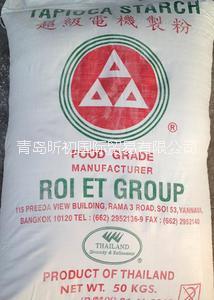 TAPIOCA STARCH
超級電機製粉
®
青岛昕初国际贸易有限公司
FOOD GRADE
MANUFACTURER
ROI ET GROUP
115 PREEDA VIEW BUILDING, RAMA 3 ROAD, SOI 53, YANNAWA,
BANGKOK 10120 TEL : (662) 2952136-9 FAX : (662) 2952140
THAILAND
Diversity & Refinement
PRODUCT OF THAILAND
NET W 50 KGS.